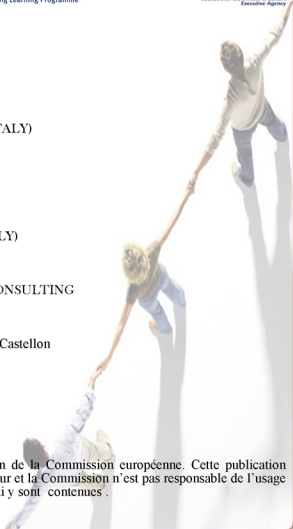 Learning Programme
Executive Agency
TALY)
LY)
ONSULTING
Castellon
n de la Commission européenne. Cette publication
ur et la Commission n'est pas responsable de l'usage
i y sont contenues .